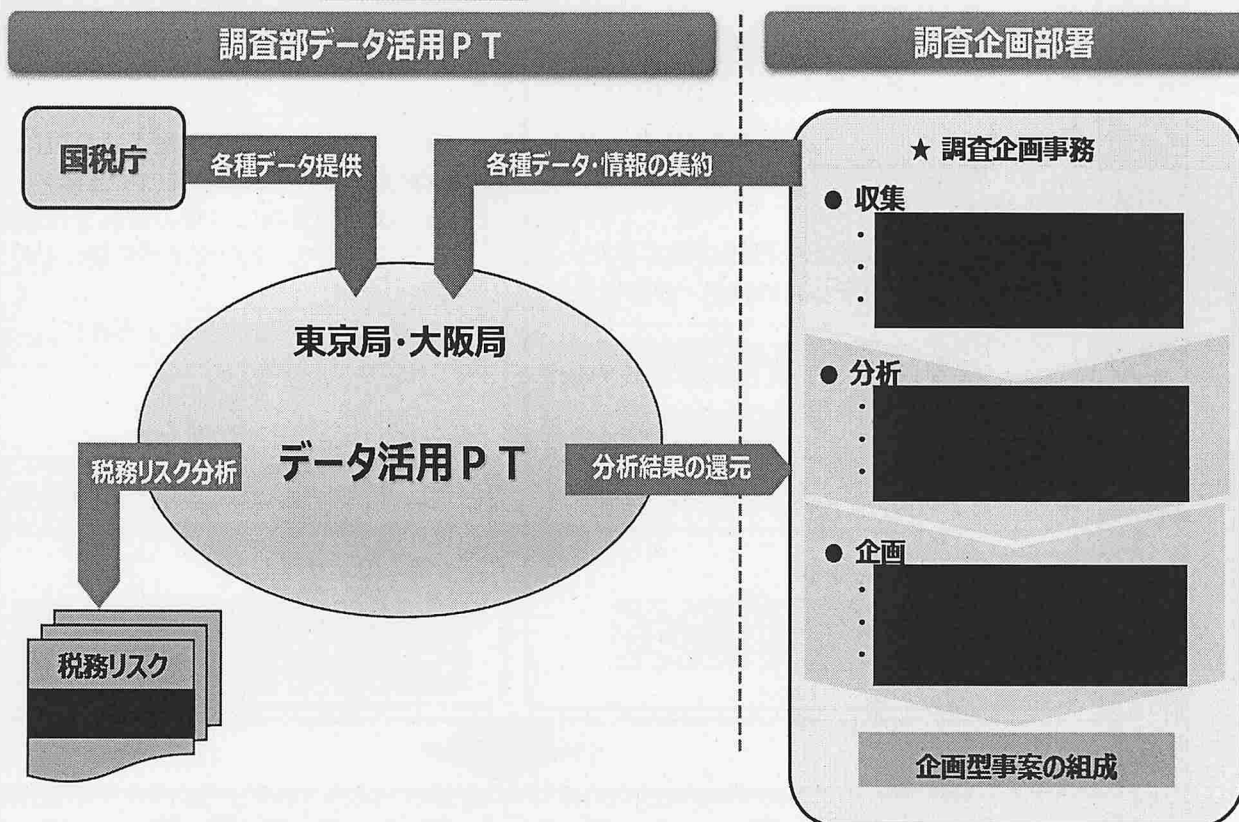 調査部データ活用PT
調査企画部署
国税庁
各種データ提供
各種データ・情報の集約
東京局・大阪局
データ活用PT
税務リスク分析
分析結果の還元
税務リスク
★ 調査企画事務
● 収集
・
・
・
● 分析
・
・
・
● 企画
・
・
・
企画型事案の組成